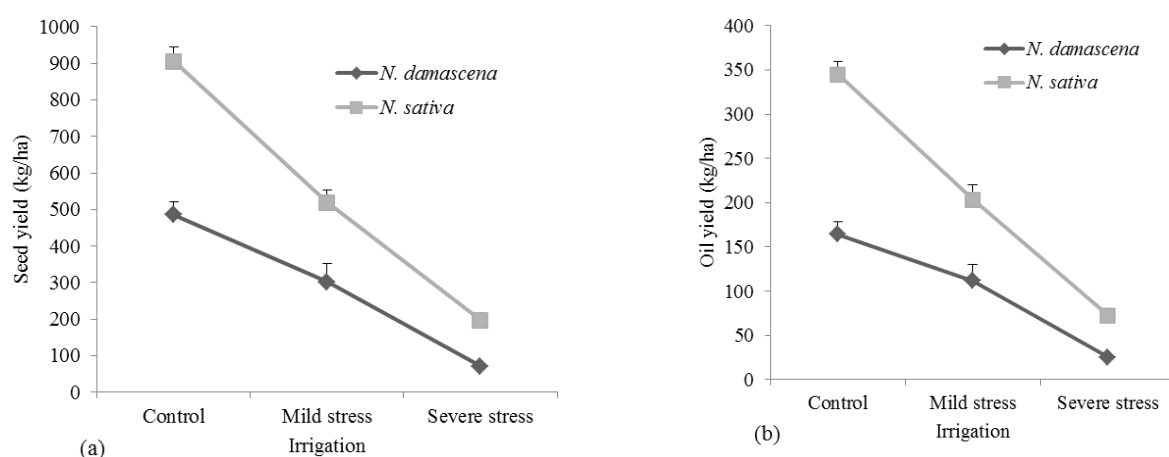 1000
900
800
700
600
500
400
300
200
100
0
Seed yield (kg/ha)
N. damascena
N. sativa
Control
Mild stress
Severe stress
Irrigation
(a)
400
350
300
250
200
150
100
50
0
Oil yield (kg/ha)
N. damascena
N. sativa
Control
Mild stress
Severe stress
Irrigation
(b)